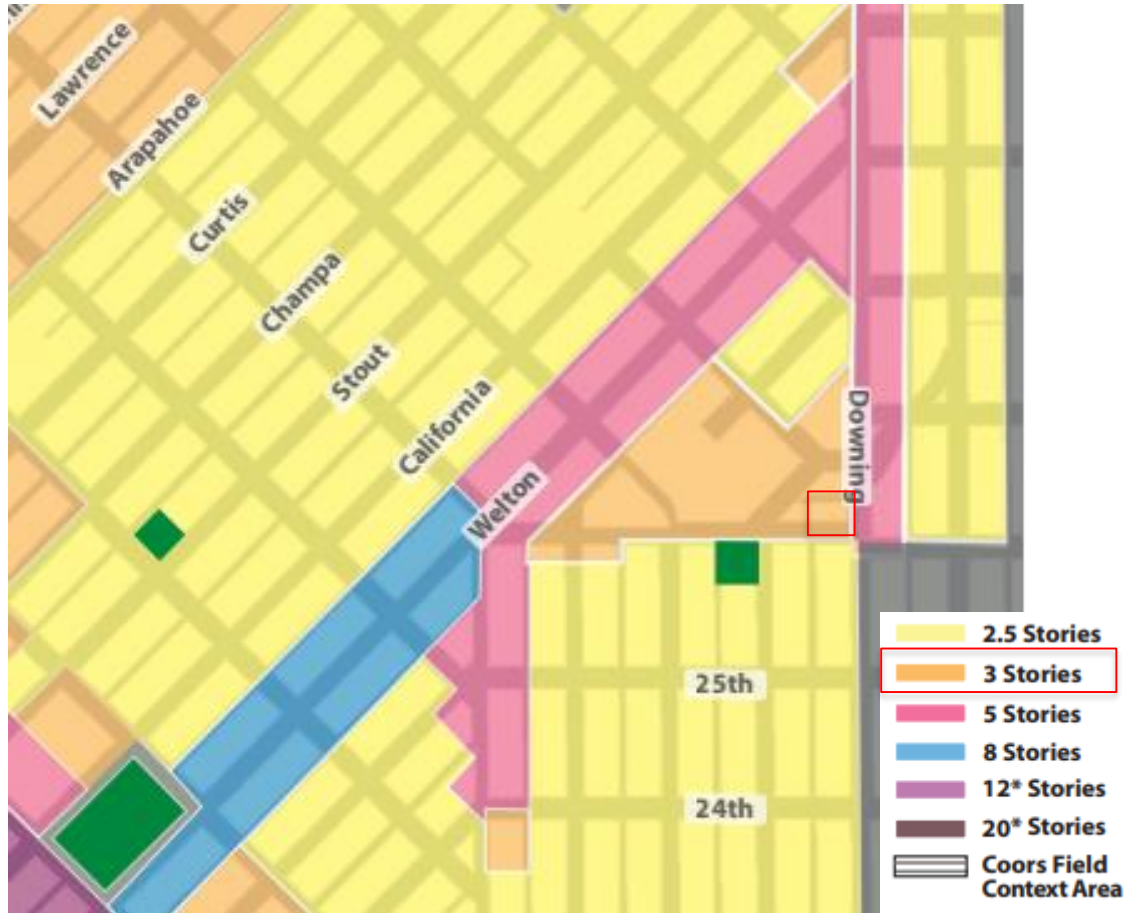 Lawrence
Arapahoe
Curtis
Champa
Stout
California
Welton
Downing
25th
24th
2.5 Stories
3 Stories
5 Stories
8 Stories
12* Stories
20* Stories
Coors Field
Context Area